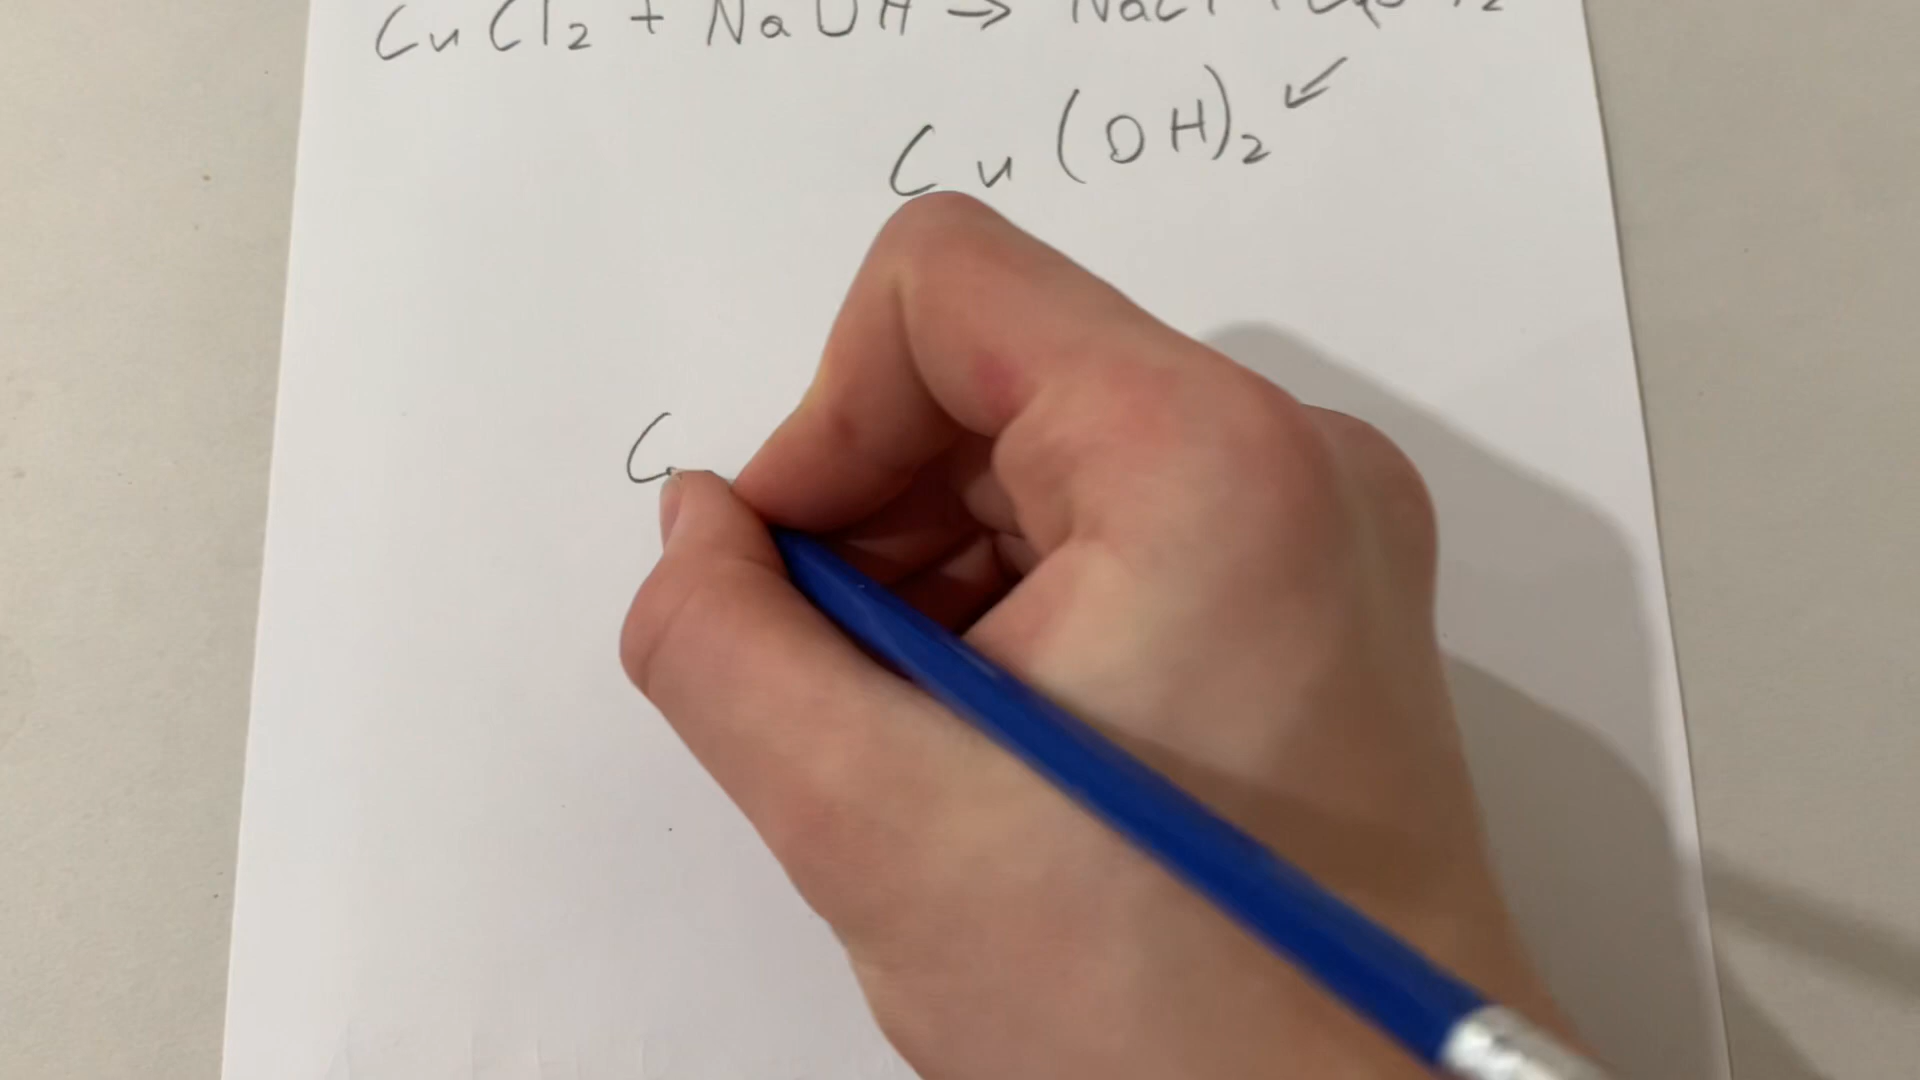 CuCl2 + NaOH → NaCl +
Cu(OH)2 ↙
C